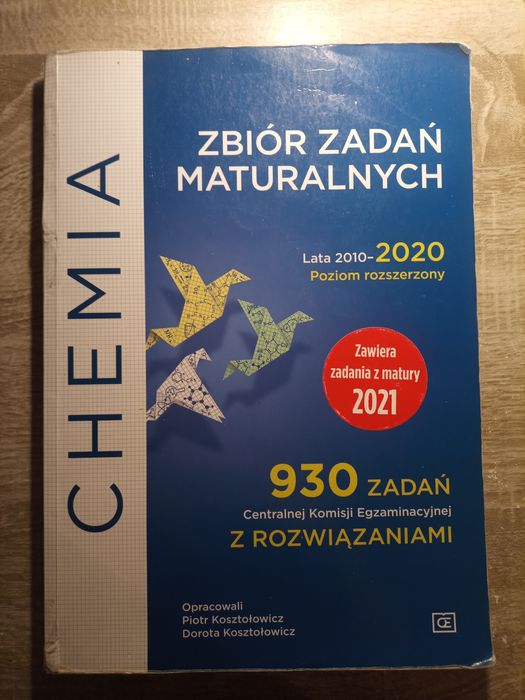 CHEMIA
ZBIÓR ZADAŃ
MATURALNYCH
Lata 2010–2020
Poziom rozszerzony
Zawiera
zadania z matury
2021
930 ZADAŃ
Centralnej Komisji Egzaminacyjnej
Z ROZWIĄZANIAMI
Opracowali
Piotr Kosztołowicz
Dorota Kosztołowicz
OE